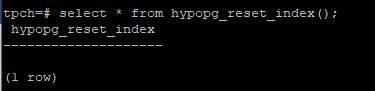 tpch=# select * from hypopg_reset_index();
 hypopg_reset_index
--------------------

(1 row)